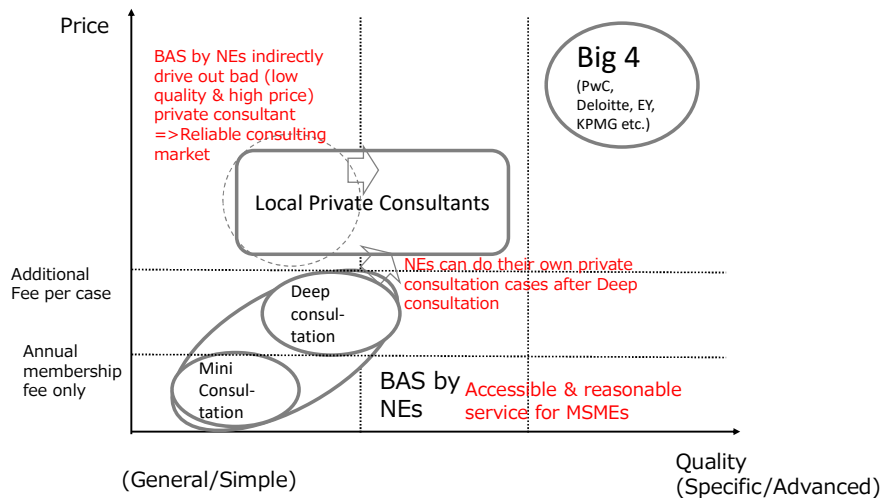 Price
BAS by NEs indirectly
drive out bad (low
quality & high price)
private consultant
=>Reliable consulting
market
Big 4
(PwC,
Deloitte, EY,
KPMG etc.)
Local Private Consultants
Additional
Fee per case
NEs can do their own private
consultation cases after Deep
consultation
Deep
consul-
tation
Annual
membership
fee only
Mini
Consul-
tation
BAS by
NEs
Accessible & reasonable
service for MSMEs
(General/Simple)
Quality
(Specific/Advanced)